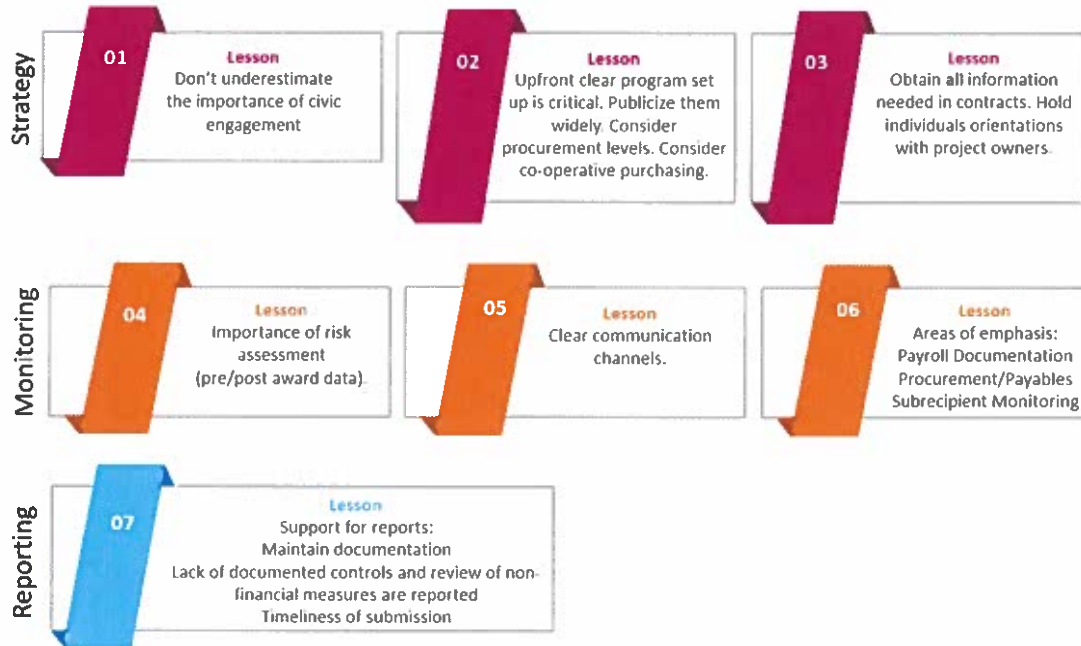 Strategy
01
Lesson
Don't underestimate
the importance of civic
engagement
02
Lesson
Upfront clear program set
up is critical. Publicize them
widely. Consider
procurement levels. Consider
co-operative purchasing.
03
Lesson
Obtain all information
needed in contracts. Hold
individuals orientations
with project owners.
Monitoring
04
Lesson
Importance of risk
assessment
(pre/post award data).
05
Lesson
Clear communication
channels.
06
Lesson
Areas of emphasis:
Payroll Documentation
Procurement/Payables
Subrecipient Monitoring
Reporting
07
Lesson
Support for reports:
Maintain documentation
Lack of documented controls and review of non-
financial measures are reported
Timeliness of submission